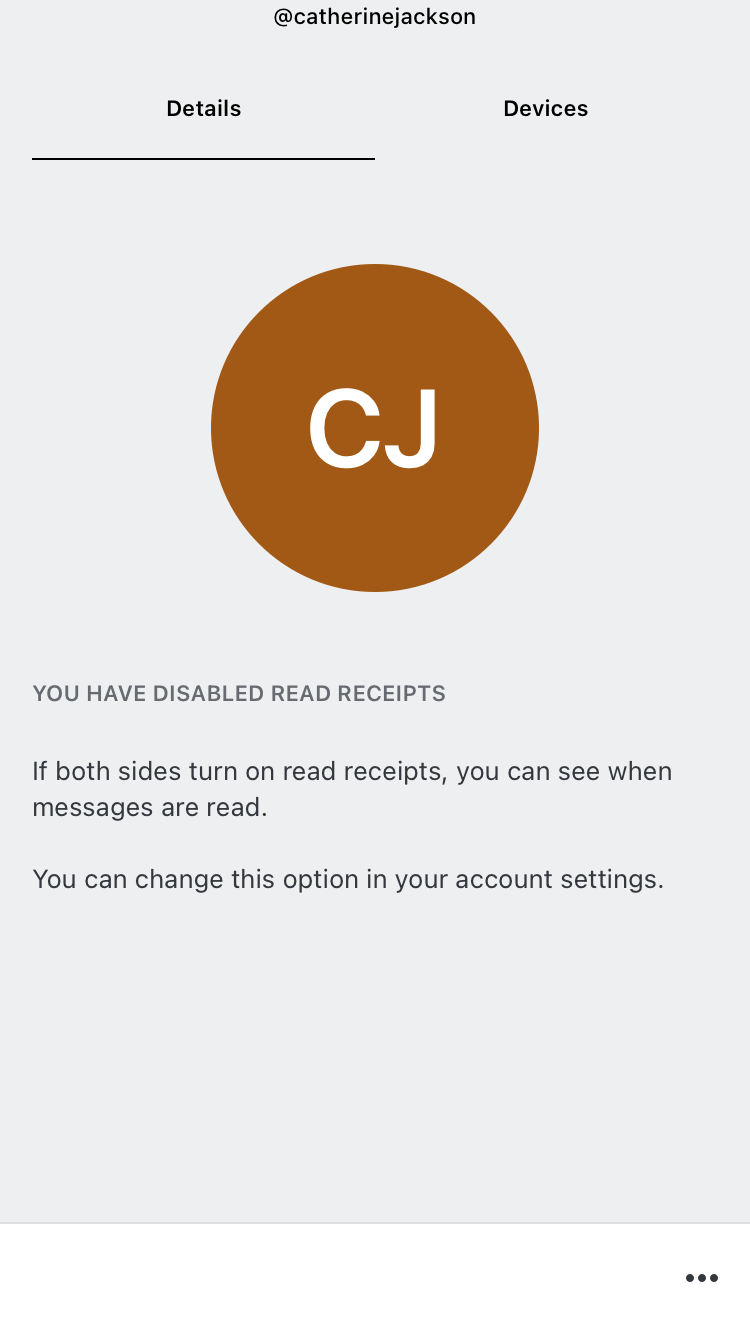 @catherinejackson
Details Devices
CJ
YOU HAVE DISABLED READ RECEIPTS
If both sides turn on read receipts, you can see when
messages are read.
You can change this option in your account settings.